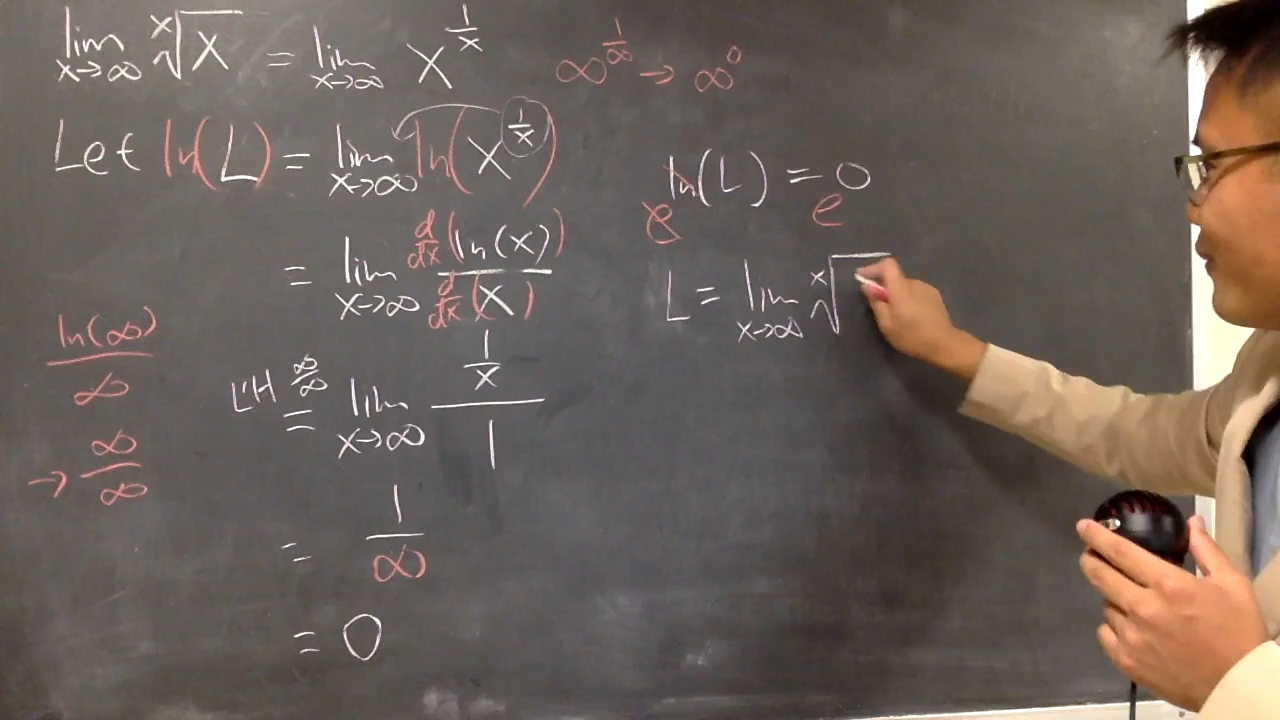 lim x→∞ ˣ√X = lim x→∞ X^(1/x) ∞^(1/∞) → ∞⁰
Let ln(L) = lim x→∞ ln(X^(1/x))
= lim x→∞ d/dx (ln(x)) / d/dx (X)
L'H ∞/∞ = lim x→∞ (1/x) / 1
= 1/∞
= 0
ln(∞)/∞
→ ∞/∞
e^ln(L) = e^0
L = lim x→∞ ˣ√